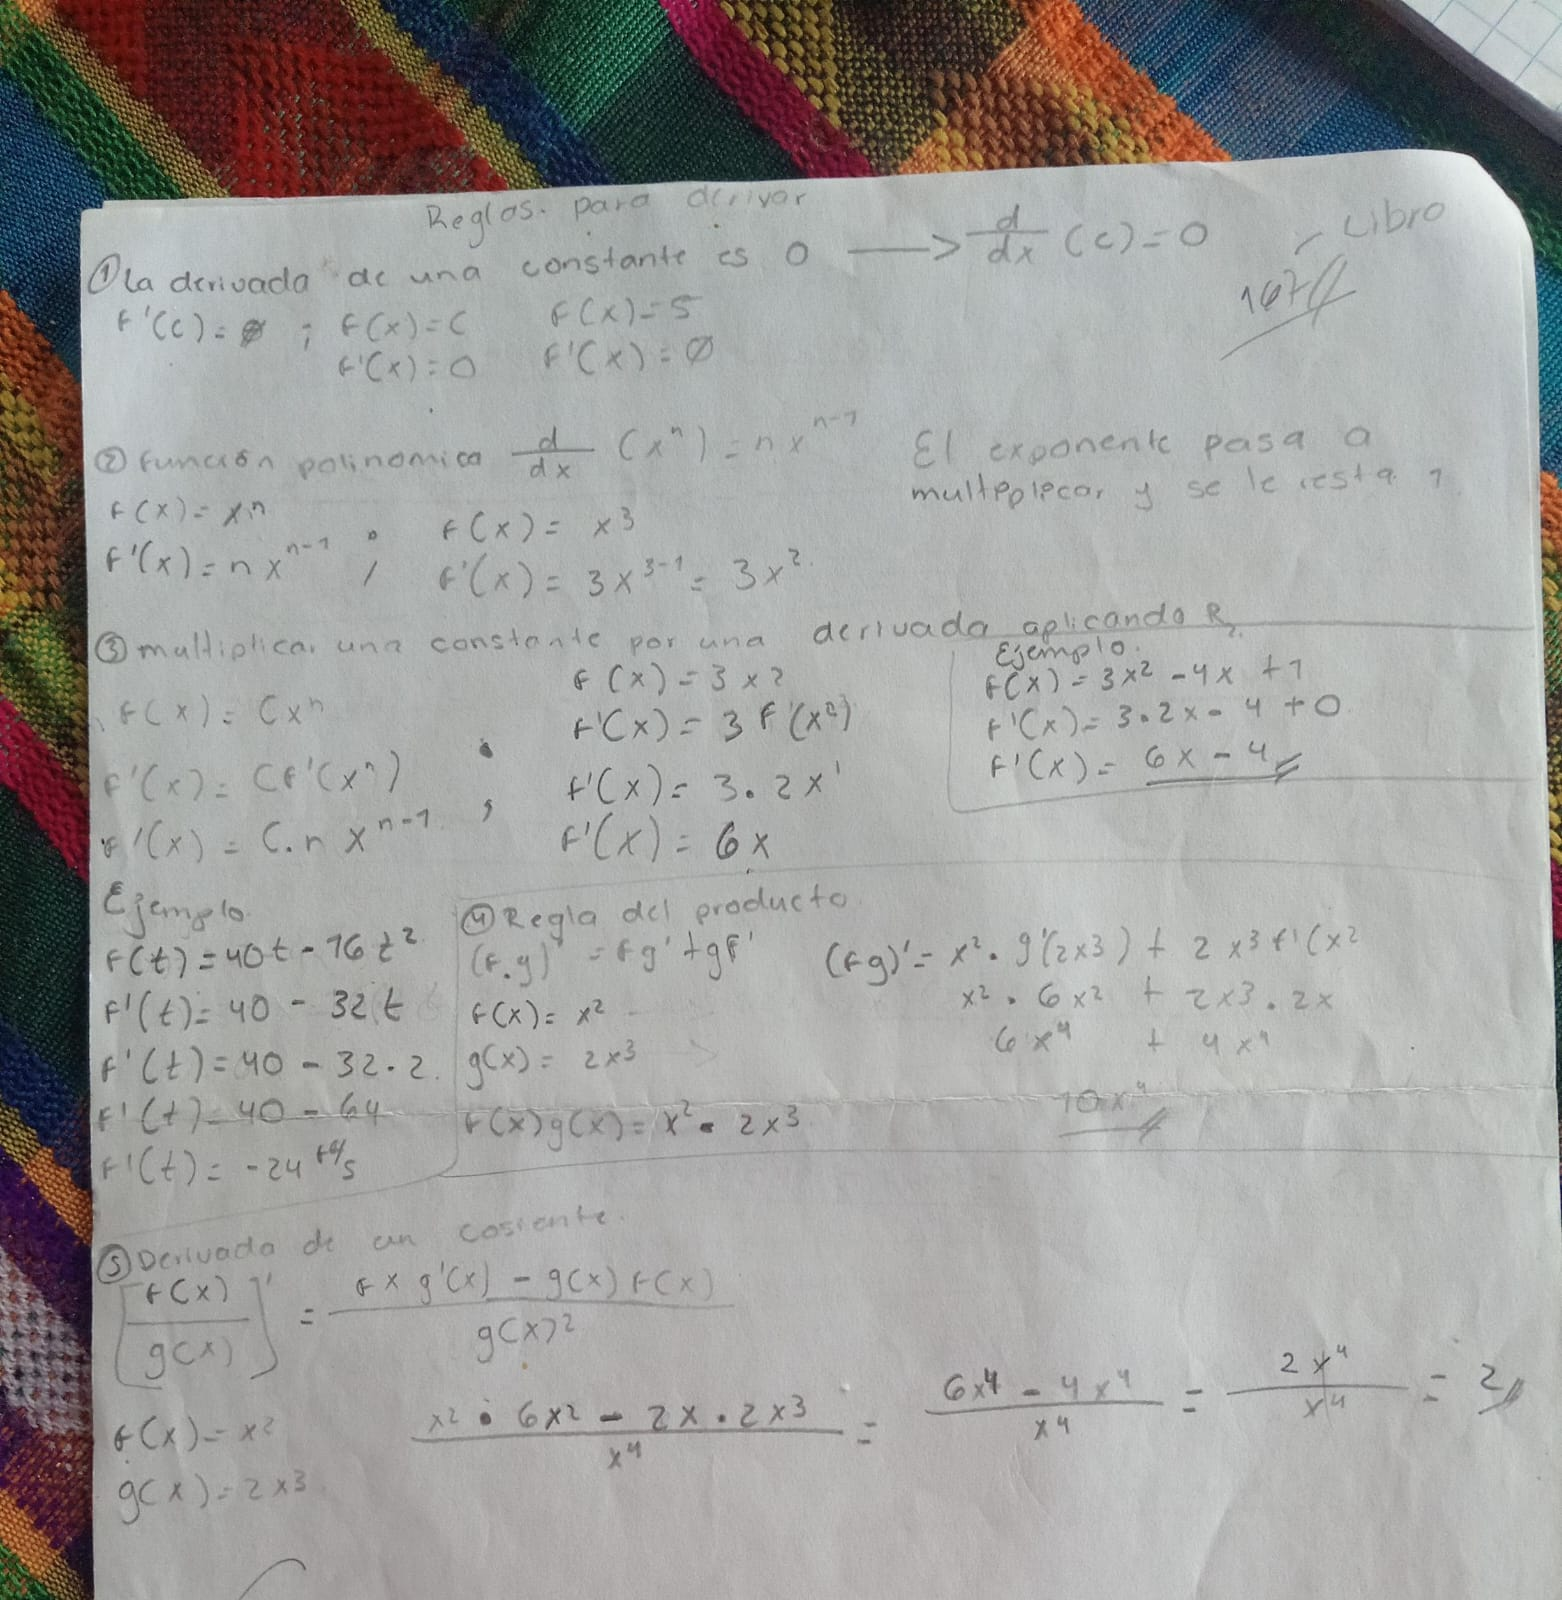 Reglas. para derivar
① la derivada de una constante es 0 ⟶ d/dx (c) = 0
- Libro
F'(c) = 0 ; F(x) = C F(x) = 5
F'(x) = 0 F'(x) = Ø
② función polinomica d/dx (xⁿ) = n xⁿ⁻¹ El exponente pasa a
multiplicar y se le resta 1.
F(x) = xⁿ ; F(x) = x³
F'(x) = n xⁿ⁻¹ F'(x) = 3x³⁻¹ = 3x².
③ multiplicar una constante por una derivada aplicando R₂.
F(x) = Cxⁿ ; F(x) = 3x²
F'(x) = CF'(xⁿ) F'(x) = 3F'(x²)
F'(x) = C.n xⁿ⁻¹ F'(x) = 3.2x¹
F'(x) = 6x
Ejemplo.
F(x) = 3x² - 4x + 1
F'(x) = 3.2x - 4 + 0
F'(x) = 6x - 4
Ejemplo
F(t) = 40t - 16t²
F'(t) = 40 - 32t
F'(t) = 40 - 32.2
F'(t) = 40 - 64
F'(t) = -24 ft/s
④ Regla del producto
(F.g)' = Fg' + gF'
F(x) = x²
g(x) = 2x³
F(x)g(x) = x² • 2x³
(Fg)' = x² . g'(2x³) + 2x³ F'(x²
x² . 6x² + 2x³ . 2x
6x⁴ + 4x⁴
10x⁴
⑤ Derivada de un cosiente.
[F(x)/g(x)]' = Fx g'(x) - g(x) F(x) / g(x)²
F(x) = x²
g(x) = 2x³
x² • 6x² - 2x . 2x³ / x⁴ = 6x⁴ - 4x⁴ / x⁴ = 2x⁴ / x⁴ = 2